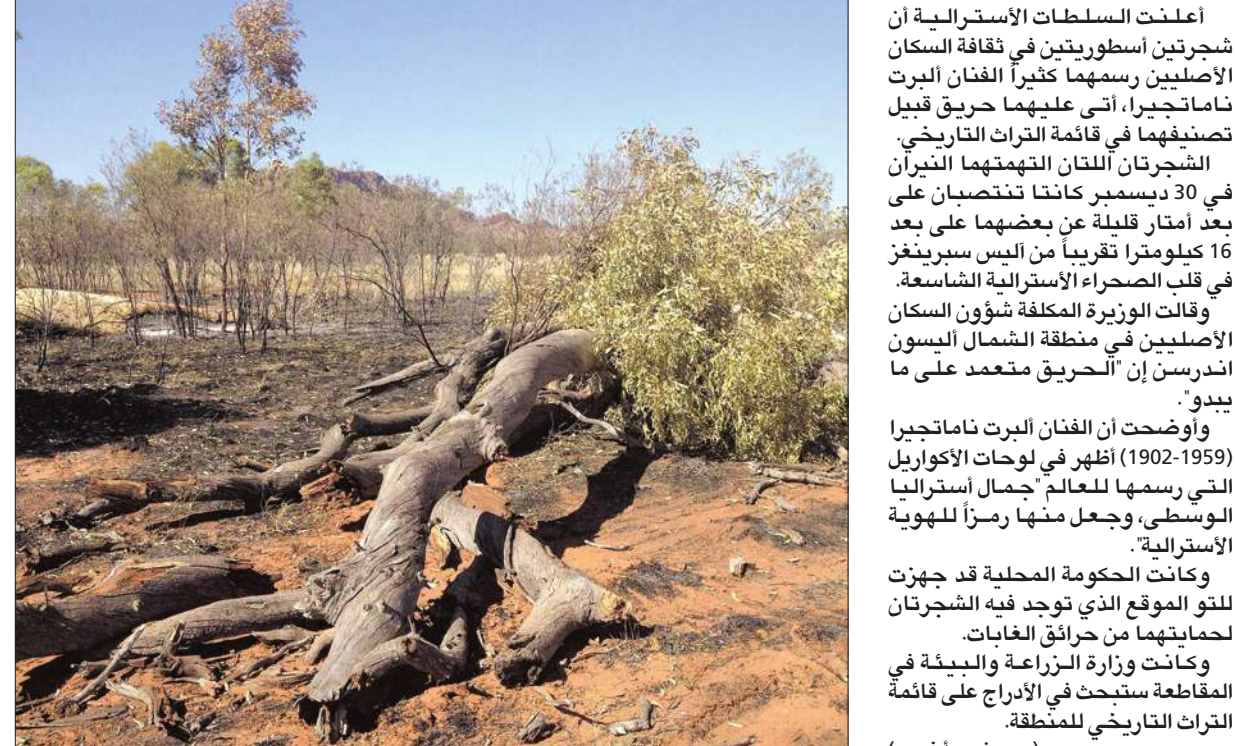 أعلنت السلطات الأسترالية أن
شجرتين أسطوريتين في ثقافة السكان
الأصليين رسمهما كثيراً الفنان ألبرت
ناماتجيرا، أتى عليهما حريق قبيل
تصنيفهما في قائمة التراث التاريخي.
الشجرتان اللتان التهمتهما النيران
في 30 ديسمبر كانتا تنتصبان على
بعد أمتار قليلة عن بعضهما على بعد
16 كيلومترا تقريباً من آليس سبرينغز
في قلب الصحراء الأسترالية الشاسعة.
وقالت الوزيرة المكلفة شؤون السكان
الأصليين في منطقة الشمال أليسون
اندرسن إن "الحريق متعمد على ما
يبدو".
وأوضحت أن الفنان ألبرت ناماتجيرا
(1902-1959) أظهر في لوحات الأكواريل
التي رسمها للعالم "جمال أستراليا
الوسطى، وجعل منها رمزاً للهوية
الأسترالية".
وكانت الحكومة المحلية قد جهزت
للتو الموقع الذي توجد فيه الشجرتان
لحمايتهما من حرائق الغابات.
وكانت وزارة الزراعة والبيئة في
المقاطعة ستبحث في الأدراج على قائمة
التراث التاريخي للمنطقة.